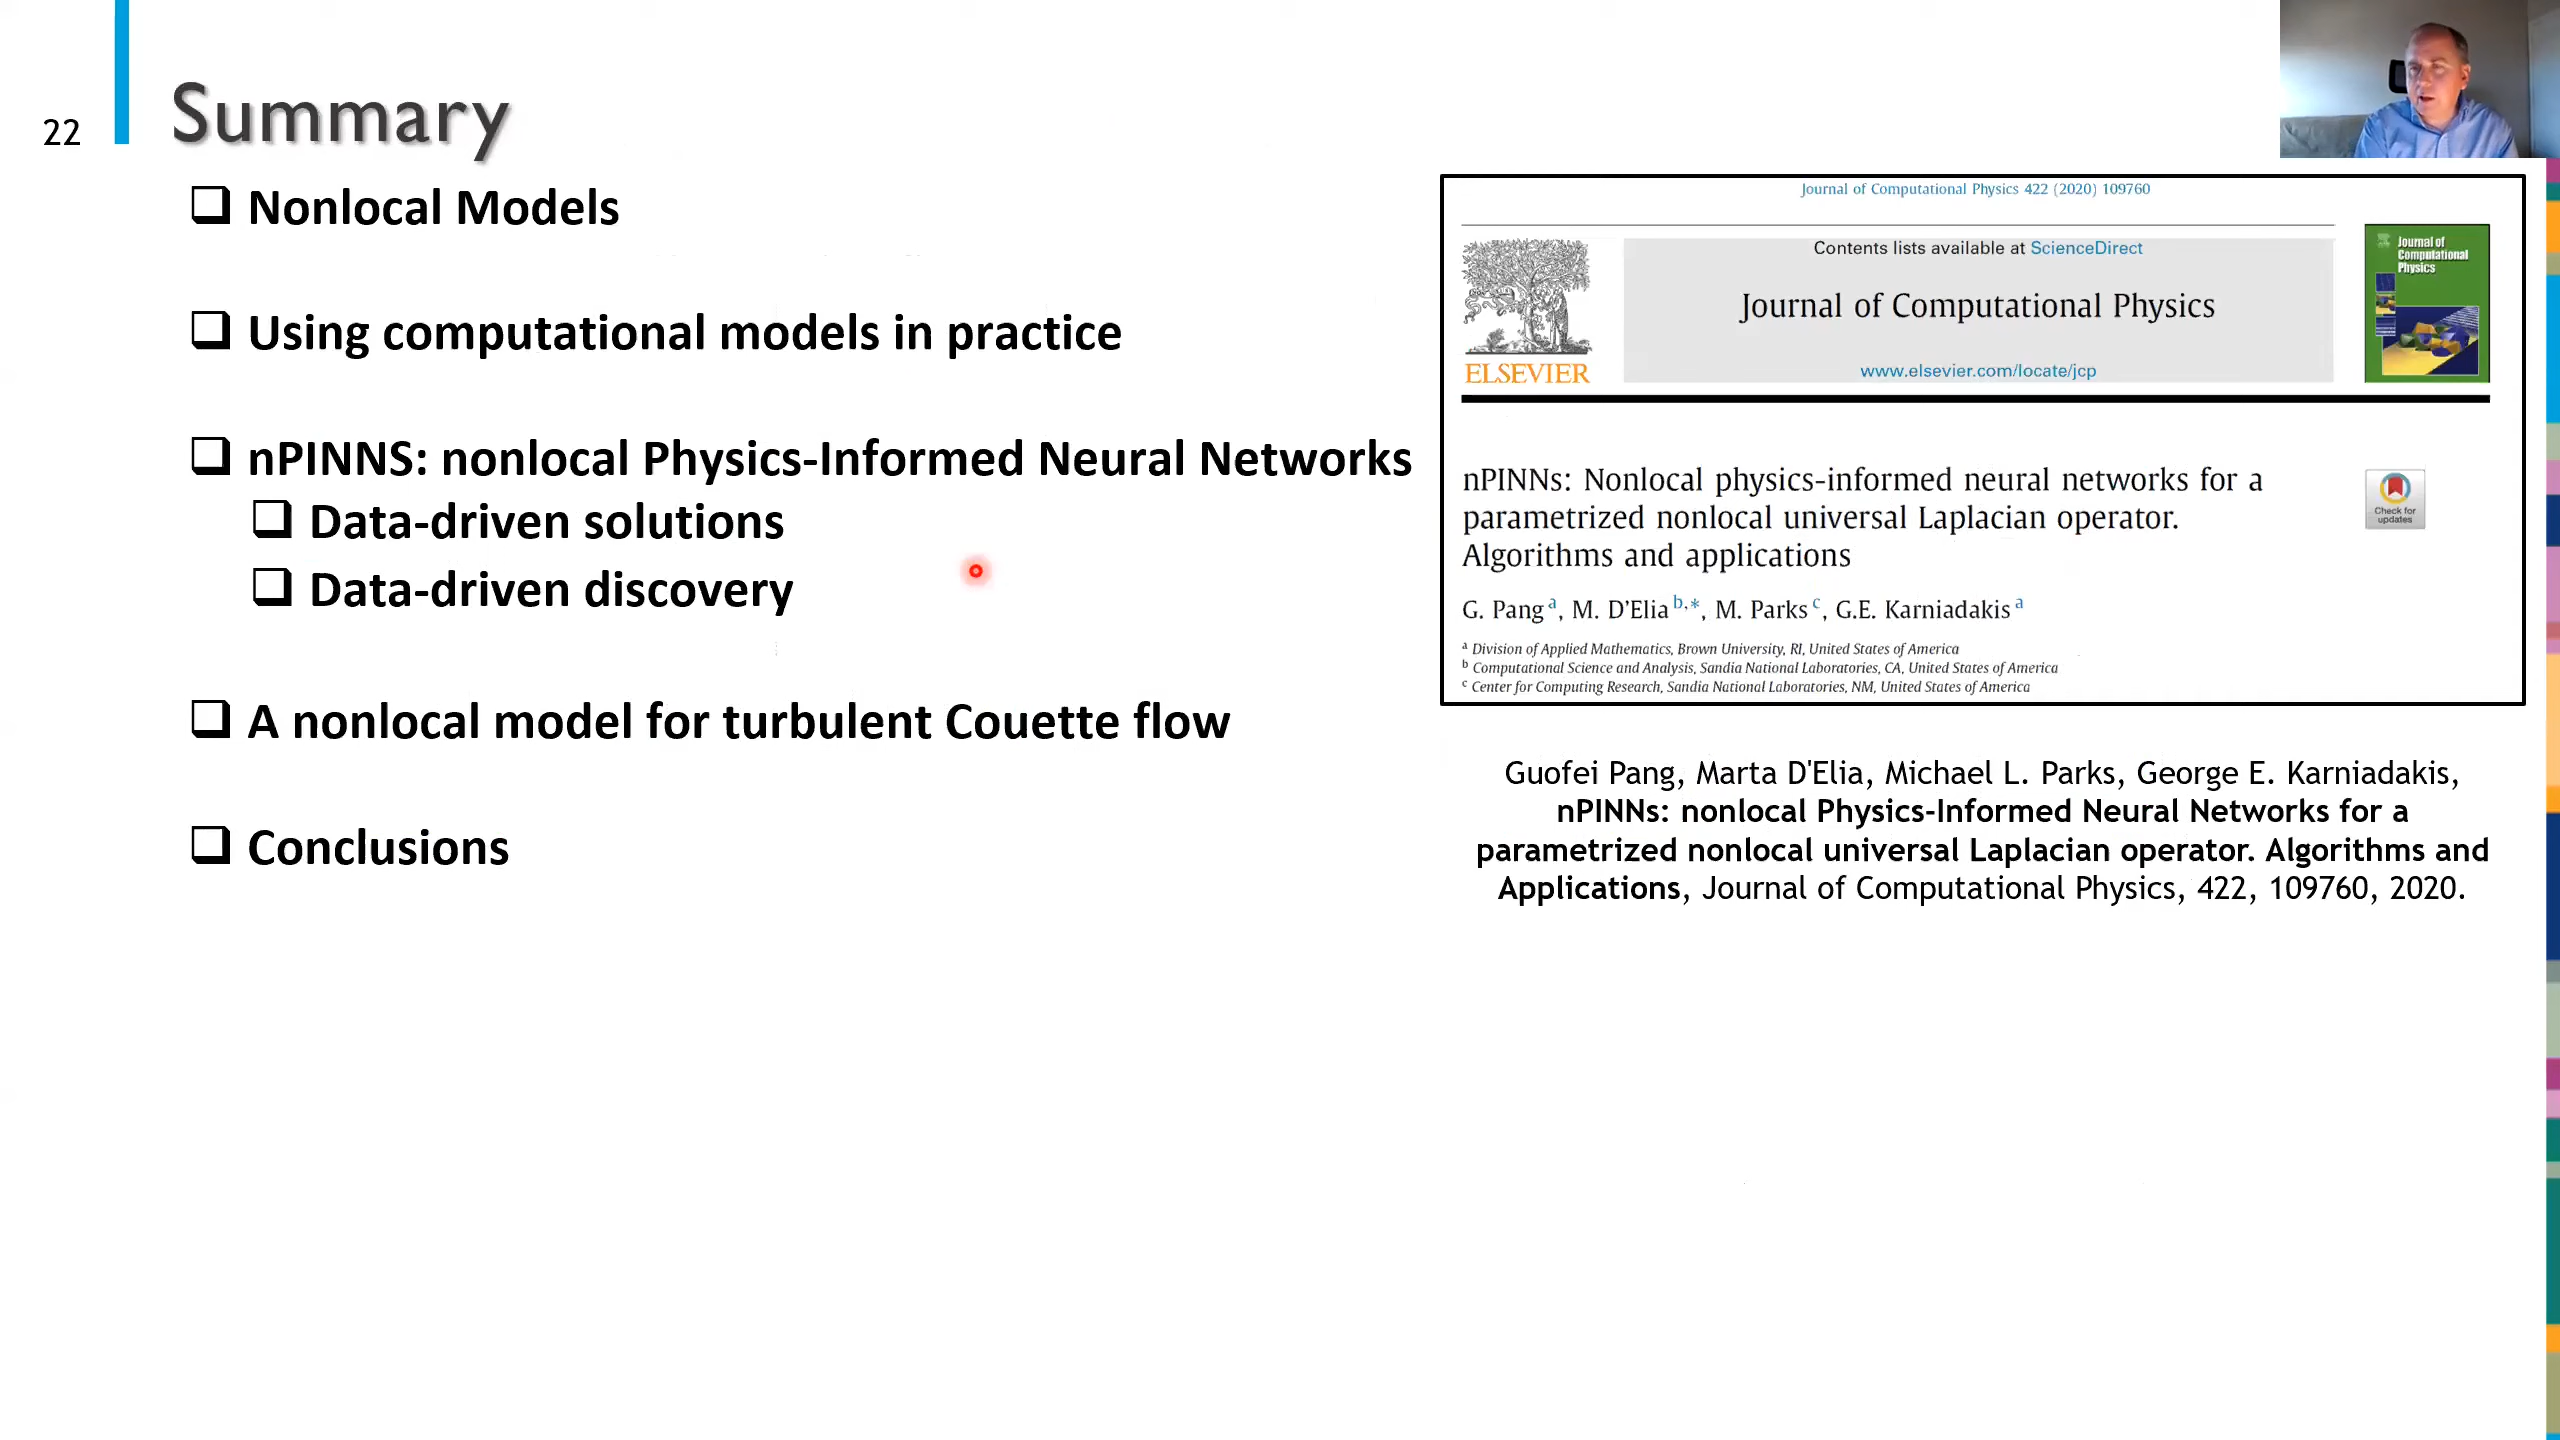 22
Summary
Nonlocal Models
Using computational models in practice
nPINNS: nonlocal Physics-Informed Neural Networks
Data-driven solutions
Data-driven discovery
A nonlocal model for turbulent Couette flow
Conclusions
Journal of Computational Physics 422 (2020) 109760
Contents lists available at ScienceDirect
Journal of Computational Physics
www.elsevier.com/locate/jcp
ELSEVIER
Journal of
Computational
Physics
nPINNs: Nonlocal physics-informed neural networks for a
parametrized nonlocal universal Laplacian operator.
Algorithms and applications
Check for
updates
G. Pang a, M. D'Elia b,*, M. Parks c, G.E. Karniadakis a
a Division of Applied Mathematics, Brown University, RI, United States of America
b Computational Science and Analysis, Sandia National Laboratories, CA, United States of America
c Center for Computing Research, Sandia National Laboratories, NM, United States of America
Guofei Pang, Marta D'Elia, Michael L. Parks, George E. Karniadakis,
nPINNs: nonlocal Physics-Informed Neural Networks for a
parametrized nonlocal universal Laplacian operator. Algorithms and
Applications, Journal of Computational Physics, 422, 109760, 2020.